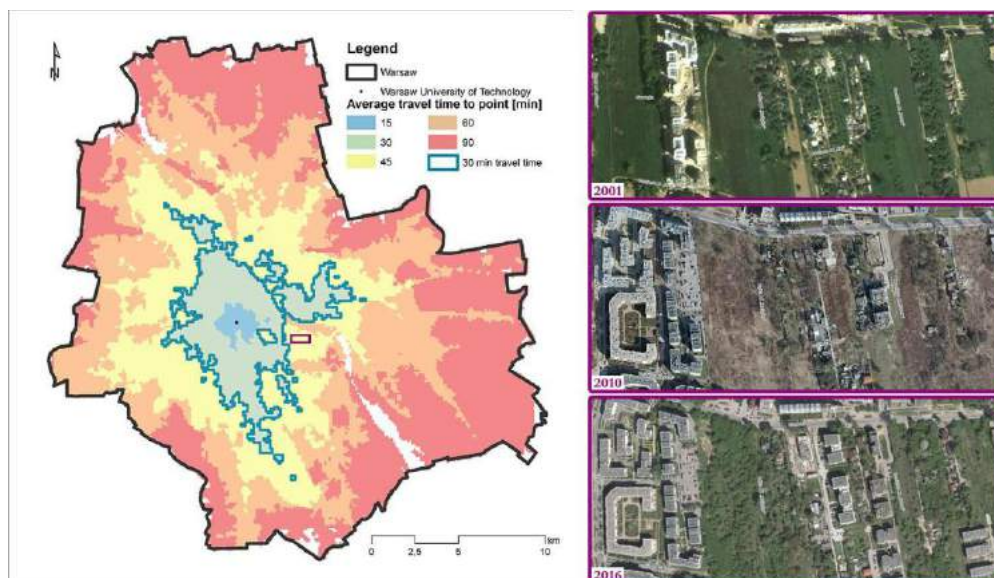 N
Legend
Warsaw
Warsaw University of Technology
Average travel time to point [min]
15
60
30
90
45
30 min travel time
km
0
2,5
5
10
2001
2010
2016